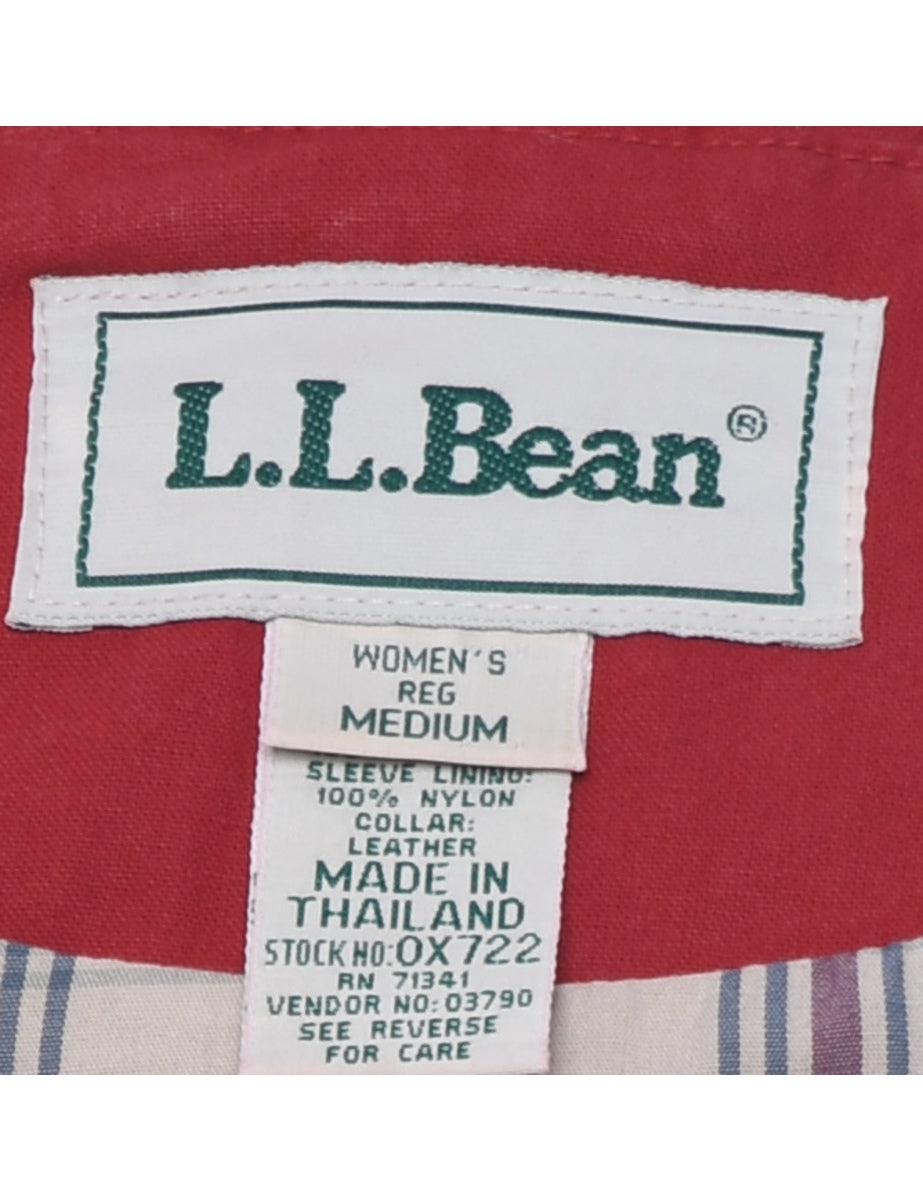 L.L.Bean®
WOMEN'S
REG
MEDIUM
SLEEVE LINING:
100% NYLON
COLLAR:
LEATHER
MADE IN
THAILAND
STOCK NO: OX722
RN 71341
VENDOR NO: 03790
SEE REVERSE
FOR CARE